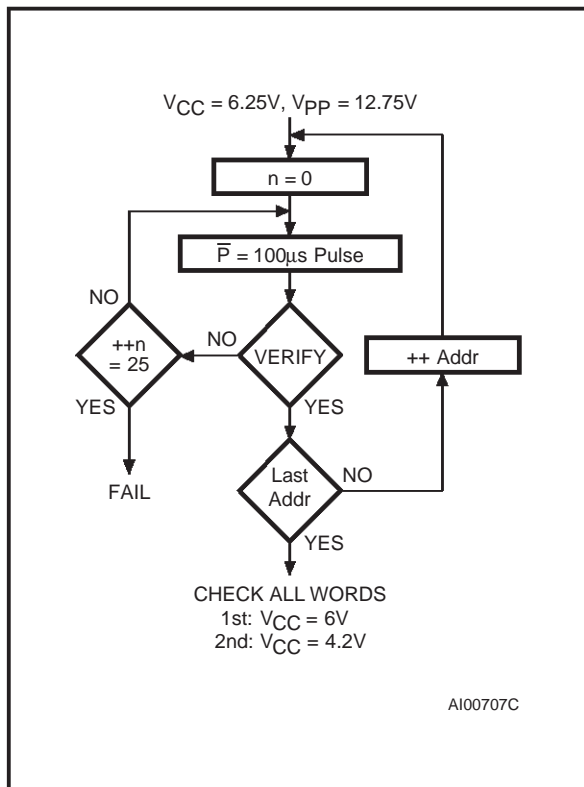 VCC = 6.25V, VPP = 12.75V
n = 0
P̅ = 100µs Pulse
NO
++n
= 25
NO
VERIFY
++ Addr
YES
YES
FAIL
Last
Addr
NO
YES
CHECK ALL WORDS
1st: VCC = 6V
2nd: VCC = 4.2V
AI00707C